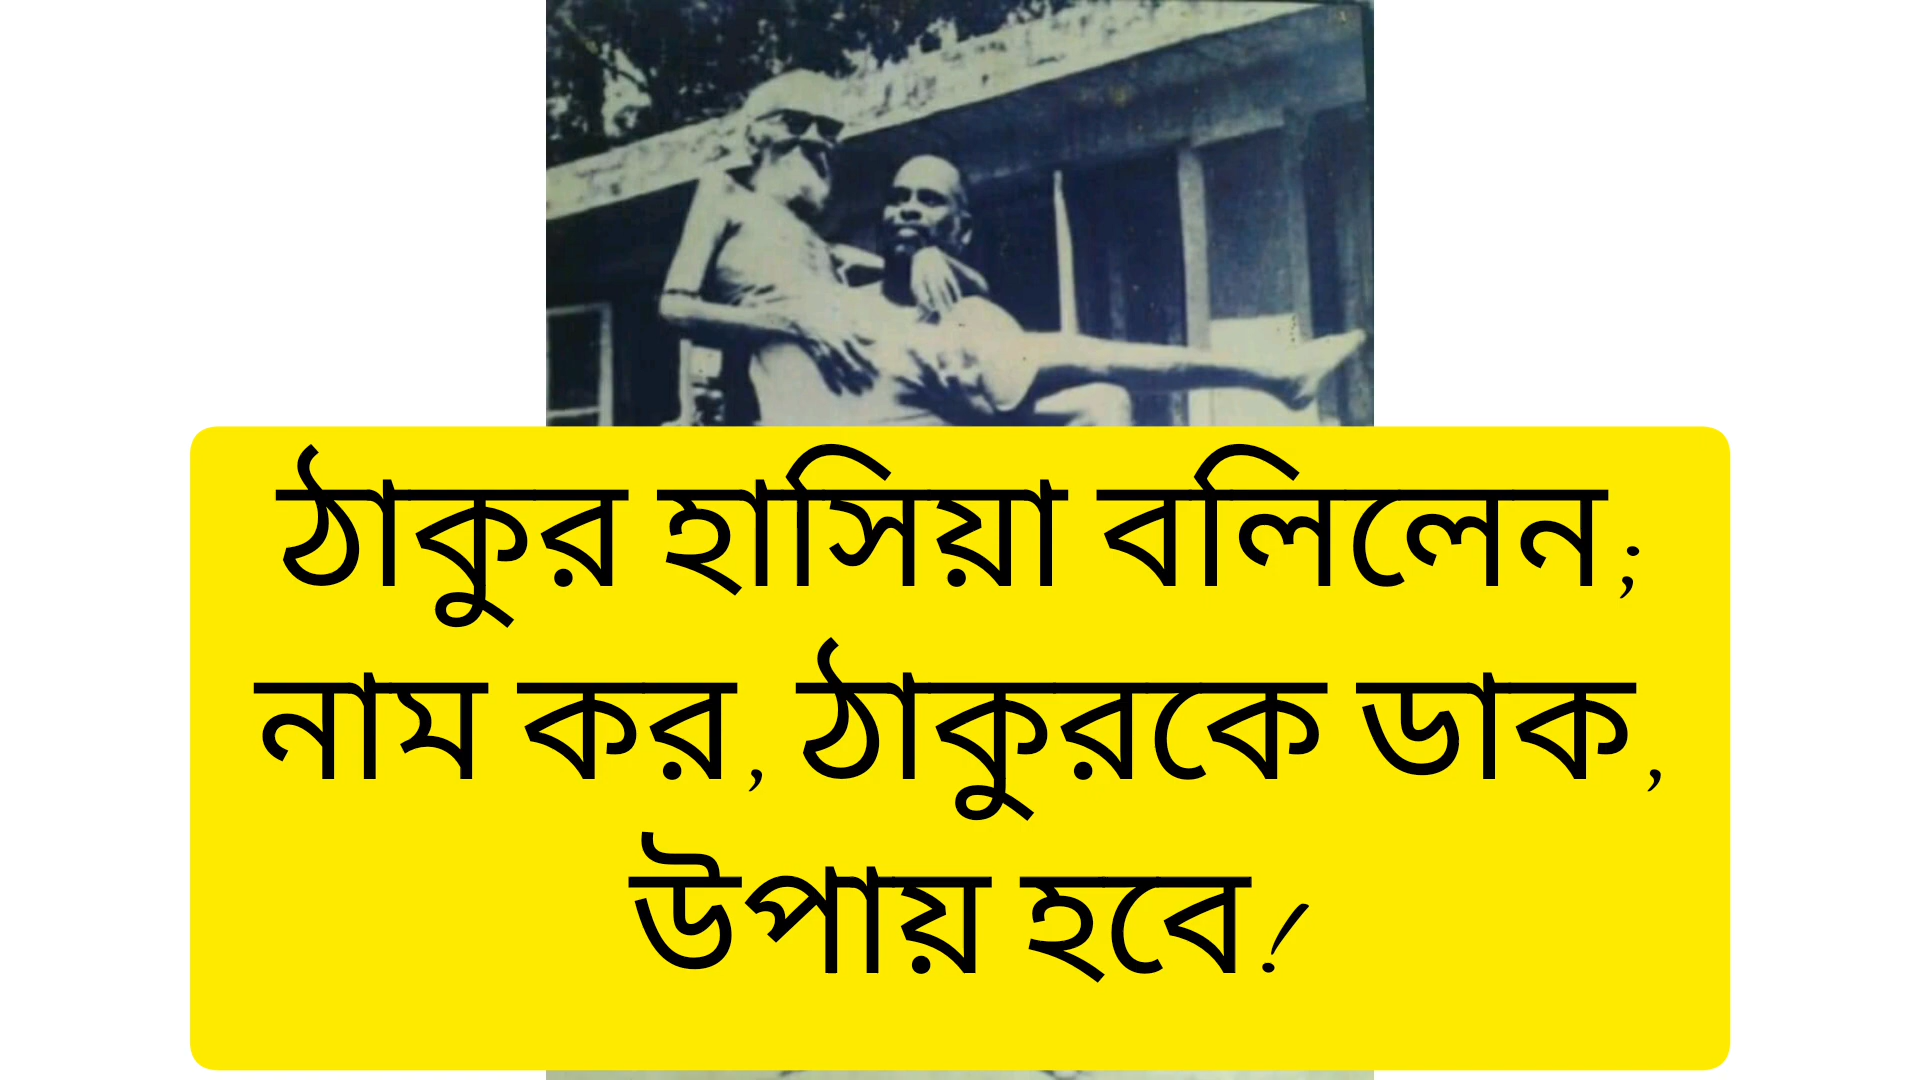 ঠাকুর হাসিয়া বলিলেন;
নাম কর, ঠাকুরকে ডাক,
উপায় হবে!